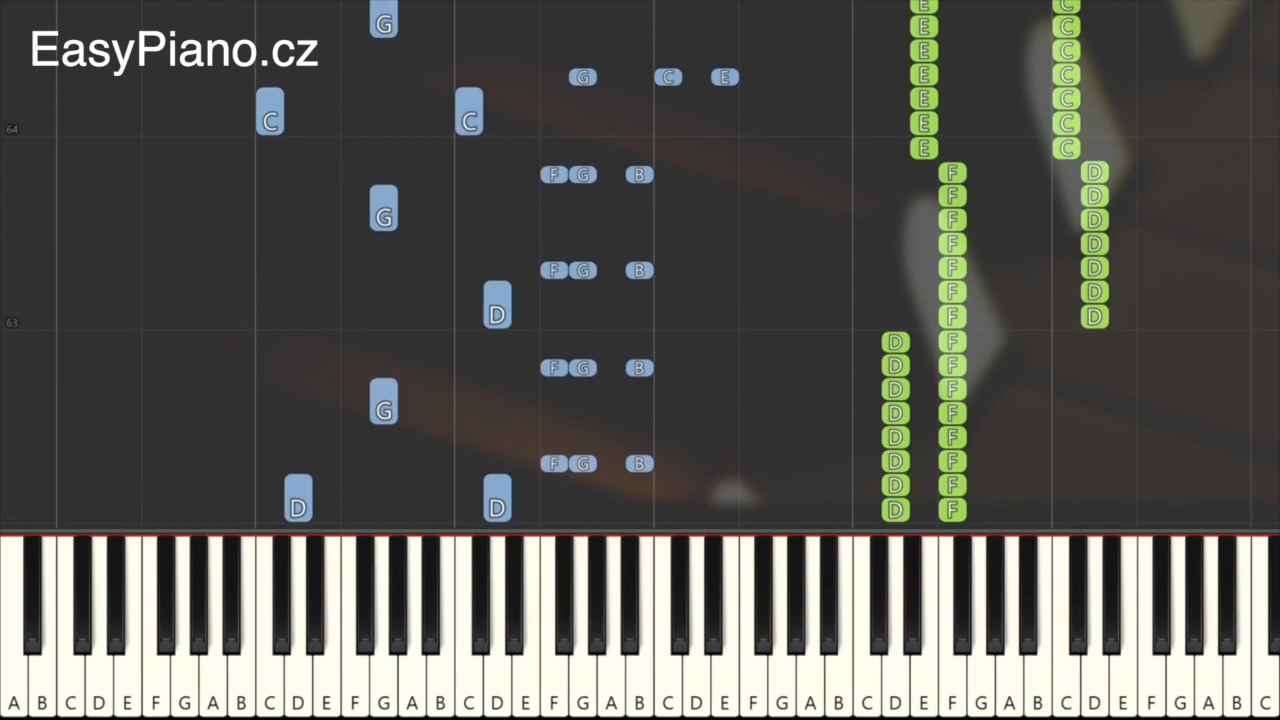 E C
G E C
EasyPiano.cz E C
G C E E C
E C
C C E C
64 E C
F G B F D
F D
G F D
F D
F G B F D
F D
D F D
63
D F
F G B D F
D F
G D F
D F
F G B D F
D F
D D D F
A B C D E F G A B C D E F G A B C D E F G A B C D E F G A B C D E F G A B C D E F G A B C